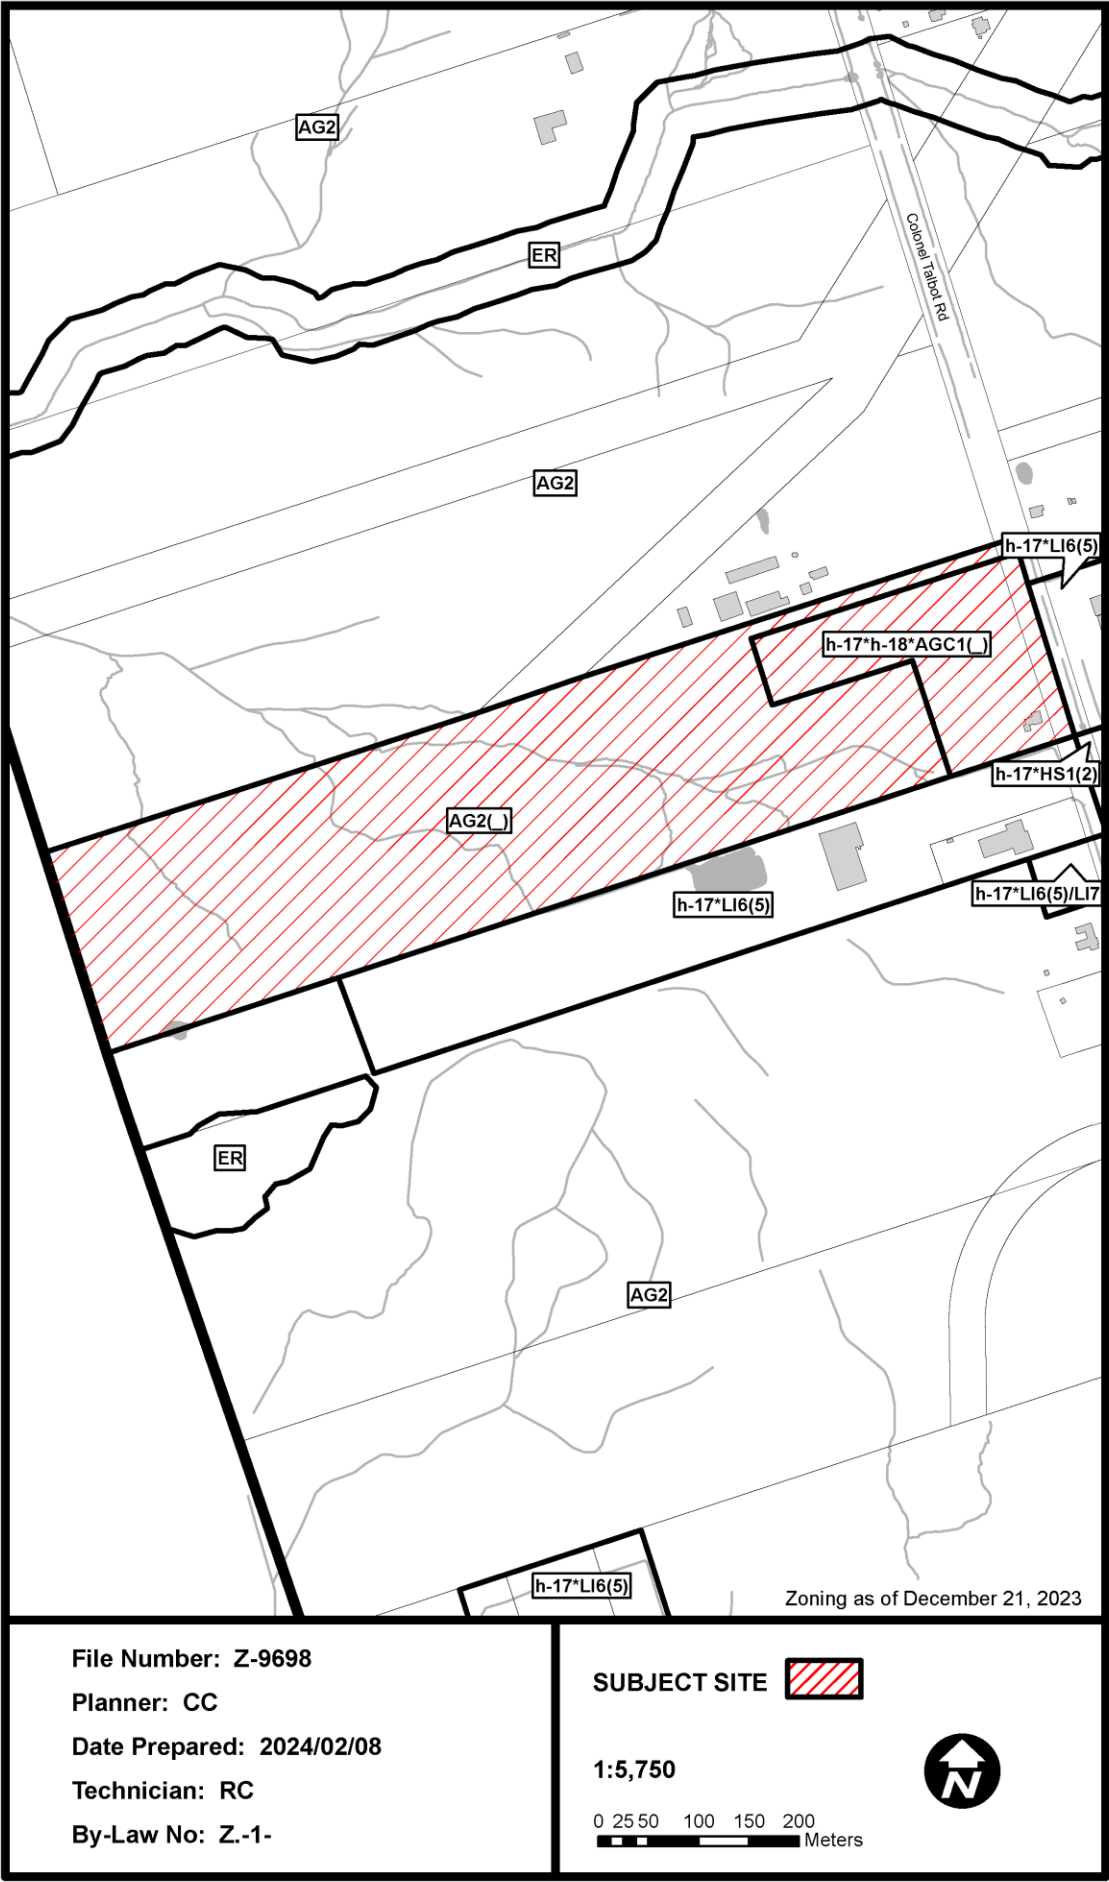 AG2
ER
Colonel Talbot Rd
AG2
h-17*LI6(5)
h-17*h-18*AGC1(_)
h-17*HS1(2)
AG2(_)
h-17*LI6(5)/LI7
h-17*LI6(5)
ER
AG2
h-17*LI6(5)
Zoning as of December 21, 2023
File Number: Z-9698
Planner: CC
Date Prepared: 2024/02/08
Technician: RC
By-Law No: Z.-1-
SUBJECT SITE
1:5,750
N
0 25 50 100 150 200
Meters